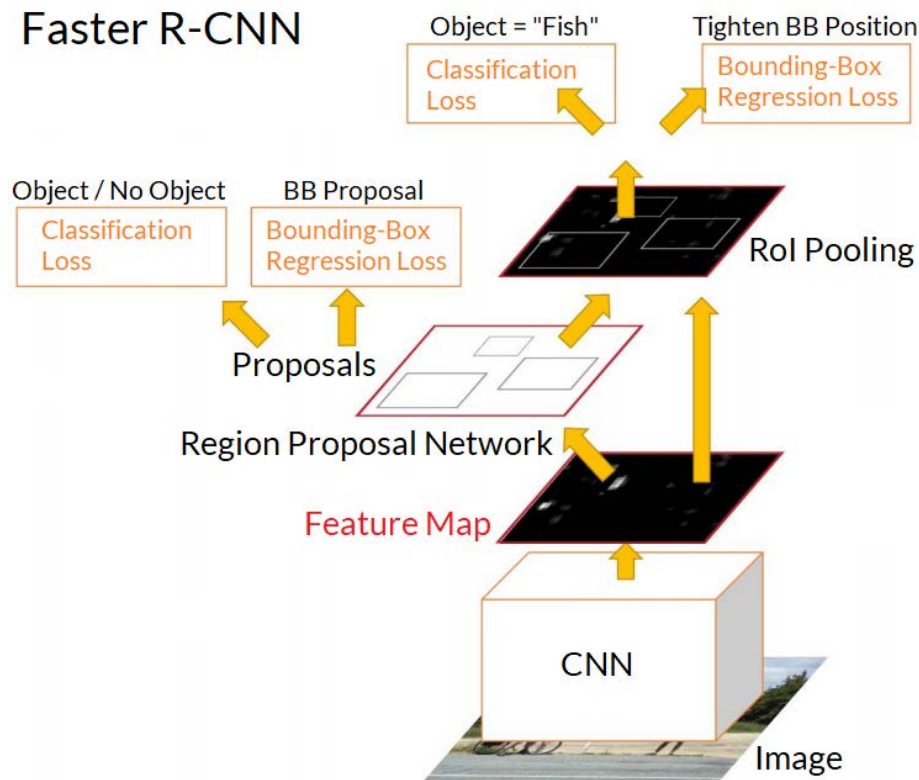 Faster R-CNN
Object = "Fish"
Tighten BB Position
Classification
Loss
Bounding-Box
Regression Loss
Object / No Object
BB Proposal
Classification
Loss
Bounding-Box
Regression Loss
RoI Pooling
Proposals
Region Proposal Network
Feature Map
CNN
Image